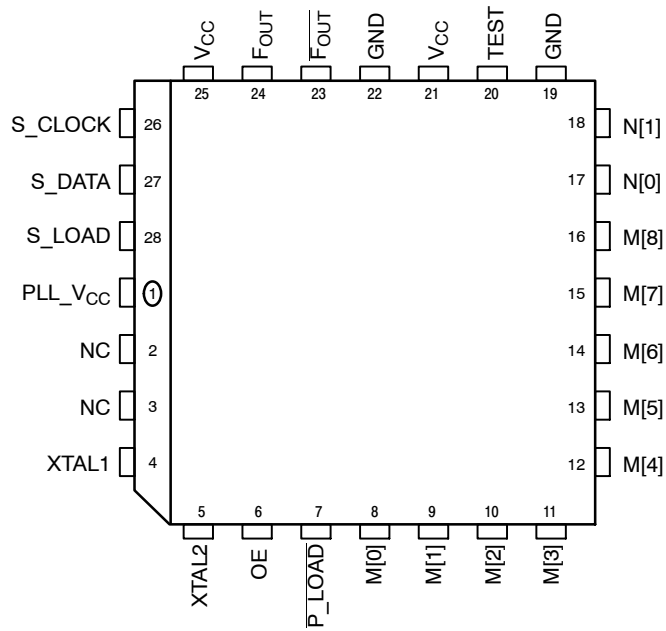 VCC FOUT F̅O̅U̅T̅ GND VCC TEST GND
25 24 23 22 21 20 19
S_CLOCK 26 18 N[1]
S_DATA 27 17 N[0]
S_LOAD 28 16 M[8]
PLL_VCC 1 15 M[7]
NC 2 14 M[6]
NC 3 13 M[5]
XTAL1 4 12 M[4]
5 6 7 8 9 10 11
XTAL2 OE P̅_̅L̅O̅A̅D̅ M[0] M[1] M[2] M[3]